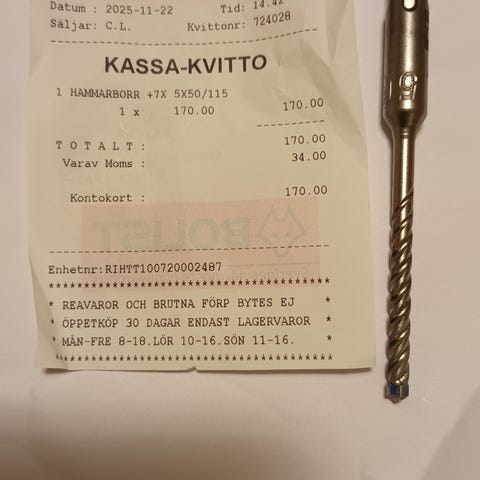 Datum : 2025-11-22 Tid: 14.42
Säljar: C.L. Kvittonr: 724028
KASSA-KVITTO
1 HAMMARBORR +7X 5X50/115
1 x 170.00 170.00
----------
T O T A L T : 170.00
Varav Moms : 34.00
Kontokort : 170.00
BOLIST
Enhetnr:RIHTT100720002487
****************************************
* REAVAROR OCH BRUTNA FÖRP BYTES EJ *
* ÖPPETKÖP 30 DAGAR ENDAST LAGERVAROR *
* MÅN-FRE 8-18.LÖR 10-16.SÖN 11-16. *
****************************************
5